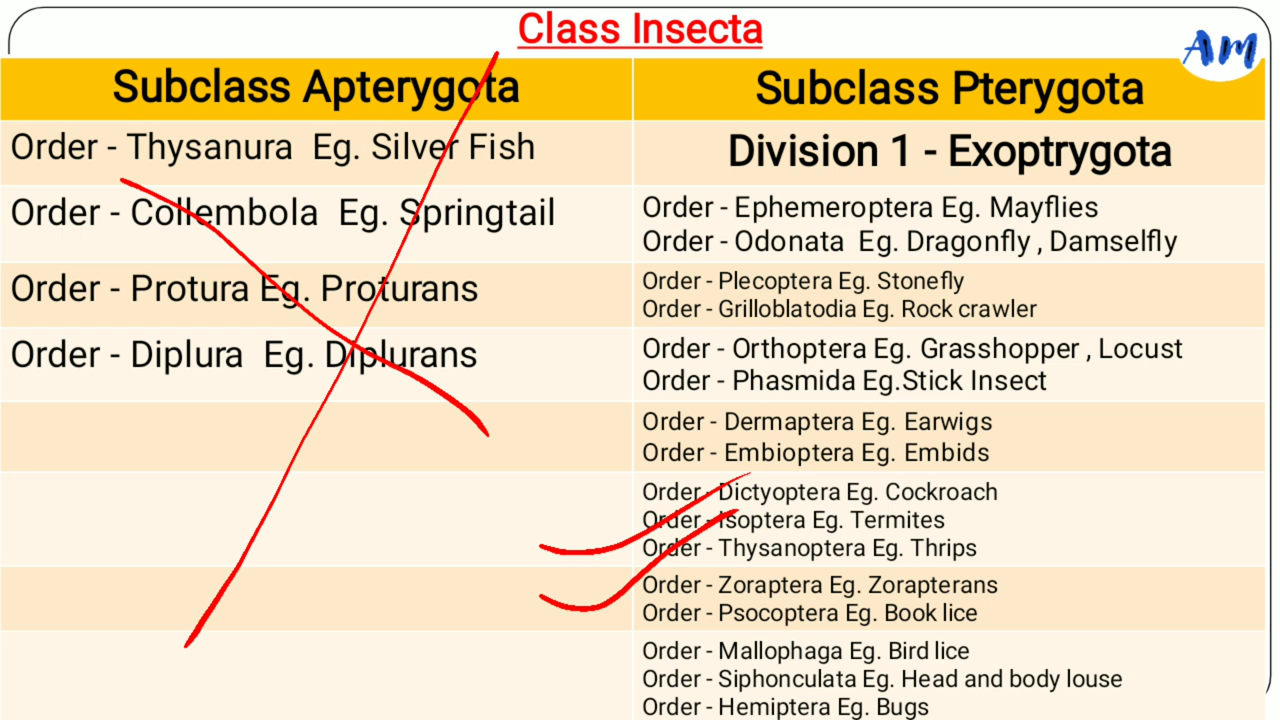 Class Insecta
AM
Subclass Apterygota
Subclass Pterygota
Order - Thysanura Eg. Silver Fish
Division 1 - Exoptrygota
Order - Collembola Eg. Springtail
Order - Ephemeroptera Eg. Mayflies
Order - Odonata Eg. Dragonfly , Damselfly
Order - Protura Eg. Proturans
Order - Plecoptera Eg. Stonefly
Order - Grilloblatodia Eg. Rock crawler
Order - Diplura Eg. Diplurans
Order - Orthoptera Eg. Grasshopper , Locust
Order - Phasmida Eg.Stick Insect
Order - Dermaptera Eg. Earwigs
Order - Embioptera Eg. Embids
Order - Dictyoptera Eg. Cockroach
Order - Isoptera Eg. Termites
Order - Thysanoptera Eg. Thrips
Order - Zoraptera Eg. Zorapterans
Order - Psocoptera Eg. Book lice
Order - Mallophaga Eg. Bird lice
Order - Siphonculata Eg. Head and body louse
Order - Hemiptera Eg. Bugs